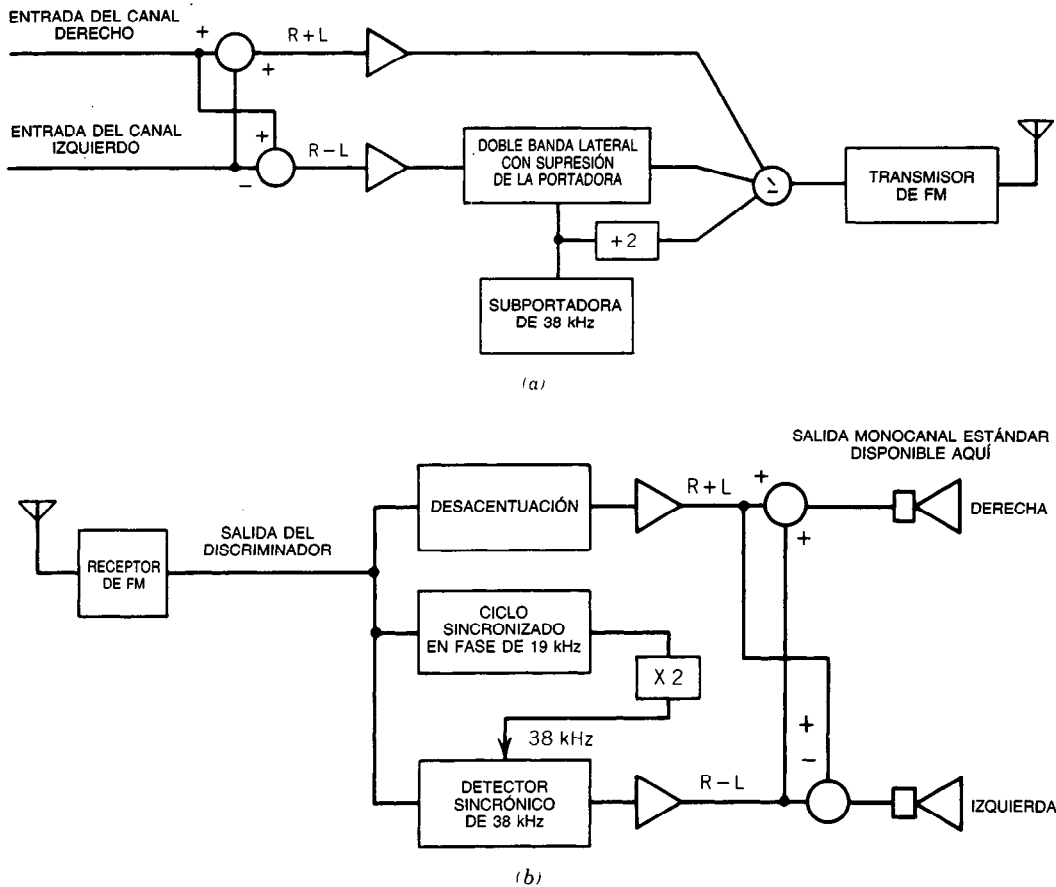 ENTRADA DEL CANAL
DERECHO
+
R+L
+
ENTRADA DEL CANAL
IZQUIERDO
+
R−L
−
DOBLE BANDA LATERAL
CON SUPRESIÓN
DE LA PORTADORA
Σ
TRANSMISOR
DE FM
+2
SUBPORTADORA
DE 38 kHz
(a)
SALIDA MONOCANAL ESTÁNDAR
DISPONIBLE AQUÍ
DESACENTUACIÓN
R+L
+
+
DERECHA
SALIDA DEL
DISCRIMINADOR
RECEPTOR
DE FM
CICLO
SINCRONIZADO
EN FASE DE 19 kHz
X 2
38 kHz
+
−
DETECTOR
SINCRÓNICO
DE 38 kHz
R−L
IZQUIERDA
(b)